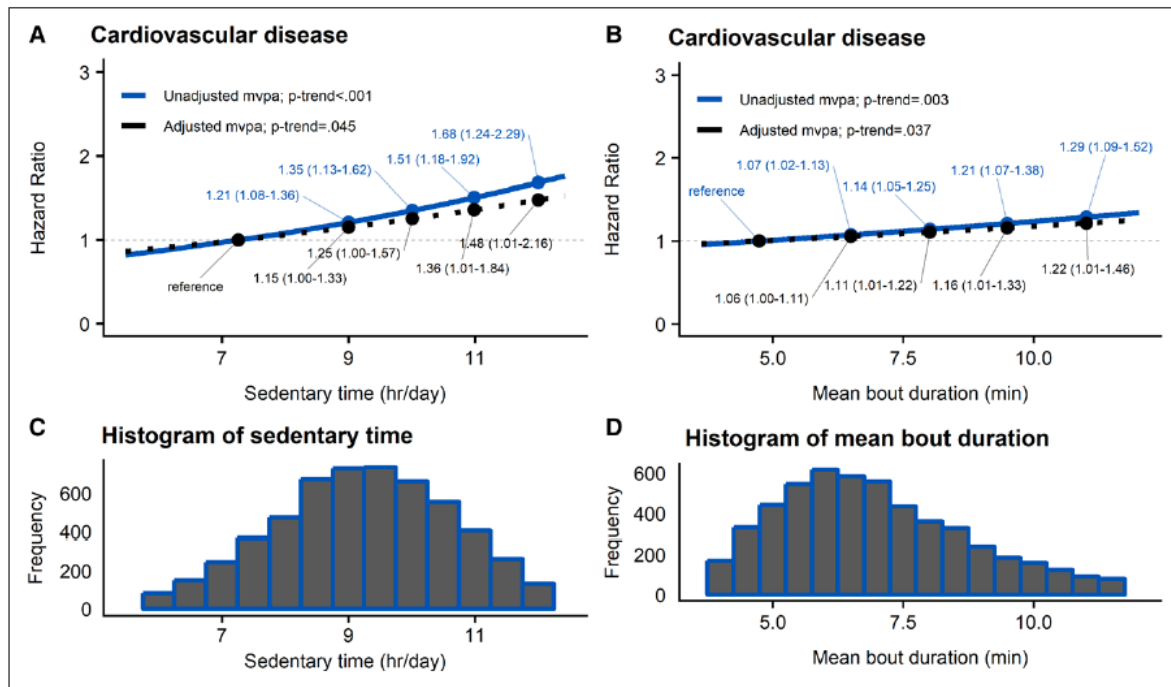 A Cardiovascular disease
Hazard Ratio
3
2
1
0
Unadjusted mvpa; p-trend<.001
Adjusted mvpa; p-trend=.045
1.68 (1.24-2.29)
1.51 (1.18-1.92)
1.35 (1.13-1.62)
1.21 (1.08-1.36)
reference
1.15 (1.00-1.33)
1.25 (1.00-1.57)
1.36 (1.01-1.84)
1.48 (1.01-2.16)
7 9 11
Sedentary time (hr/day)
B Cardiovascular disease
Hazard Ratio
3
2
1
0
Unadjusted mvpa; p-trend=.003
Adjusted mvpa; p-trend=.037
1.29 (1.09-1.52)
1.21 (1.07-1.38)
1.07 (1.02-1.13)
1.14 (1.05-1.25)
reference
1.06 (1.00-1.11)
1.11 (1.01-1.22)
1.16 (1.01-1.33)
1.22 (1.01-1.46)
5.0 7.5 10.0
Mean bout duration (min)
C Histogram of sedentary time
Frequency
600
400
200
0
7 9 11
Sedentary time (hr/day)
D Histogram of mean bout duration
Frequency
600
400
200
0
5.0 7.5 10.0
Mean bout duration (min)